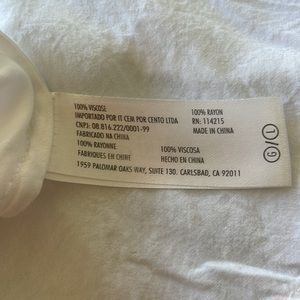 100% VISCOSE
IMPORTADO POR IT CEM POR CENTO LTDA
CNPJ: 08.816.222/0001-99
FABRICADO NA CHINA
100% RAYONNE
FABRIQUES EN CHINE
100% RAYON
RN: 114215
MADE IN CHINA
100% VISCOSA
HECHO EN CHINA
1959 PALOMAR OAKS WAY, SUITE 130. CARLSBAD, CA 92011
G/L